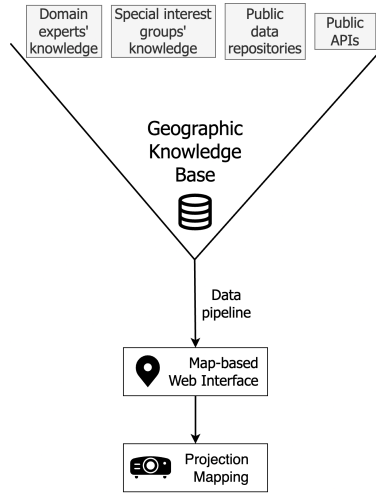 Domain
experts'
knowledge
Special interest
groups'
knowledge
Public
data
repositories
Public
APIs
Geographic
Knowledge
Base
Data
pipeline
Map-based
Web Interface
Projection
Mapping